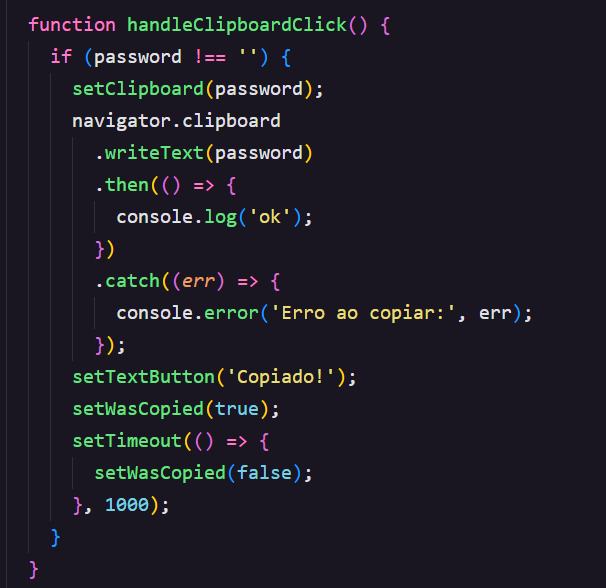 function handleClipboardClick() {
if (password !== '') {
setClipboard(password);
navigator.clipboard
.writeText(password)
.then(() => {
console.log('ok');
})
.catch((err) => {
console.error('Erro ao copiar:', err);
});
setTextButton('Copiado!');
setWasCopied(true);
setTimeout(() => {
setWasCopied(false);
}, 1000);
}
}